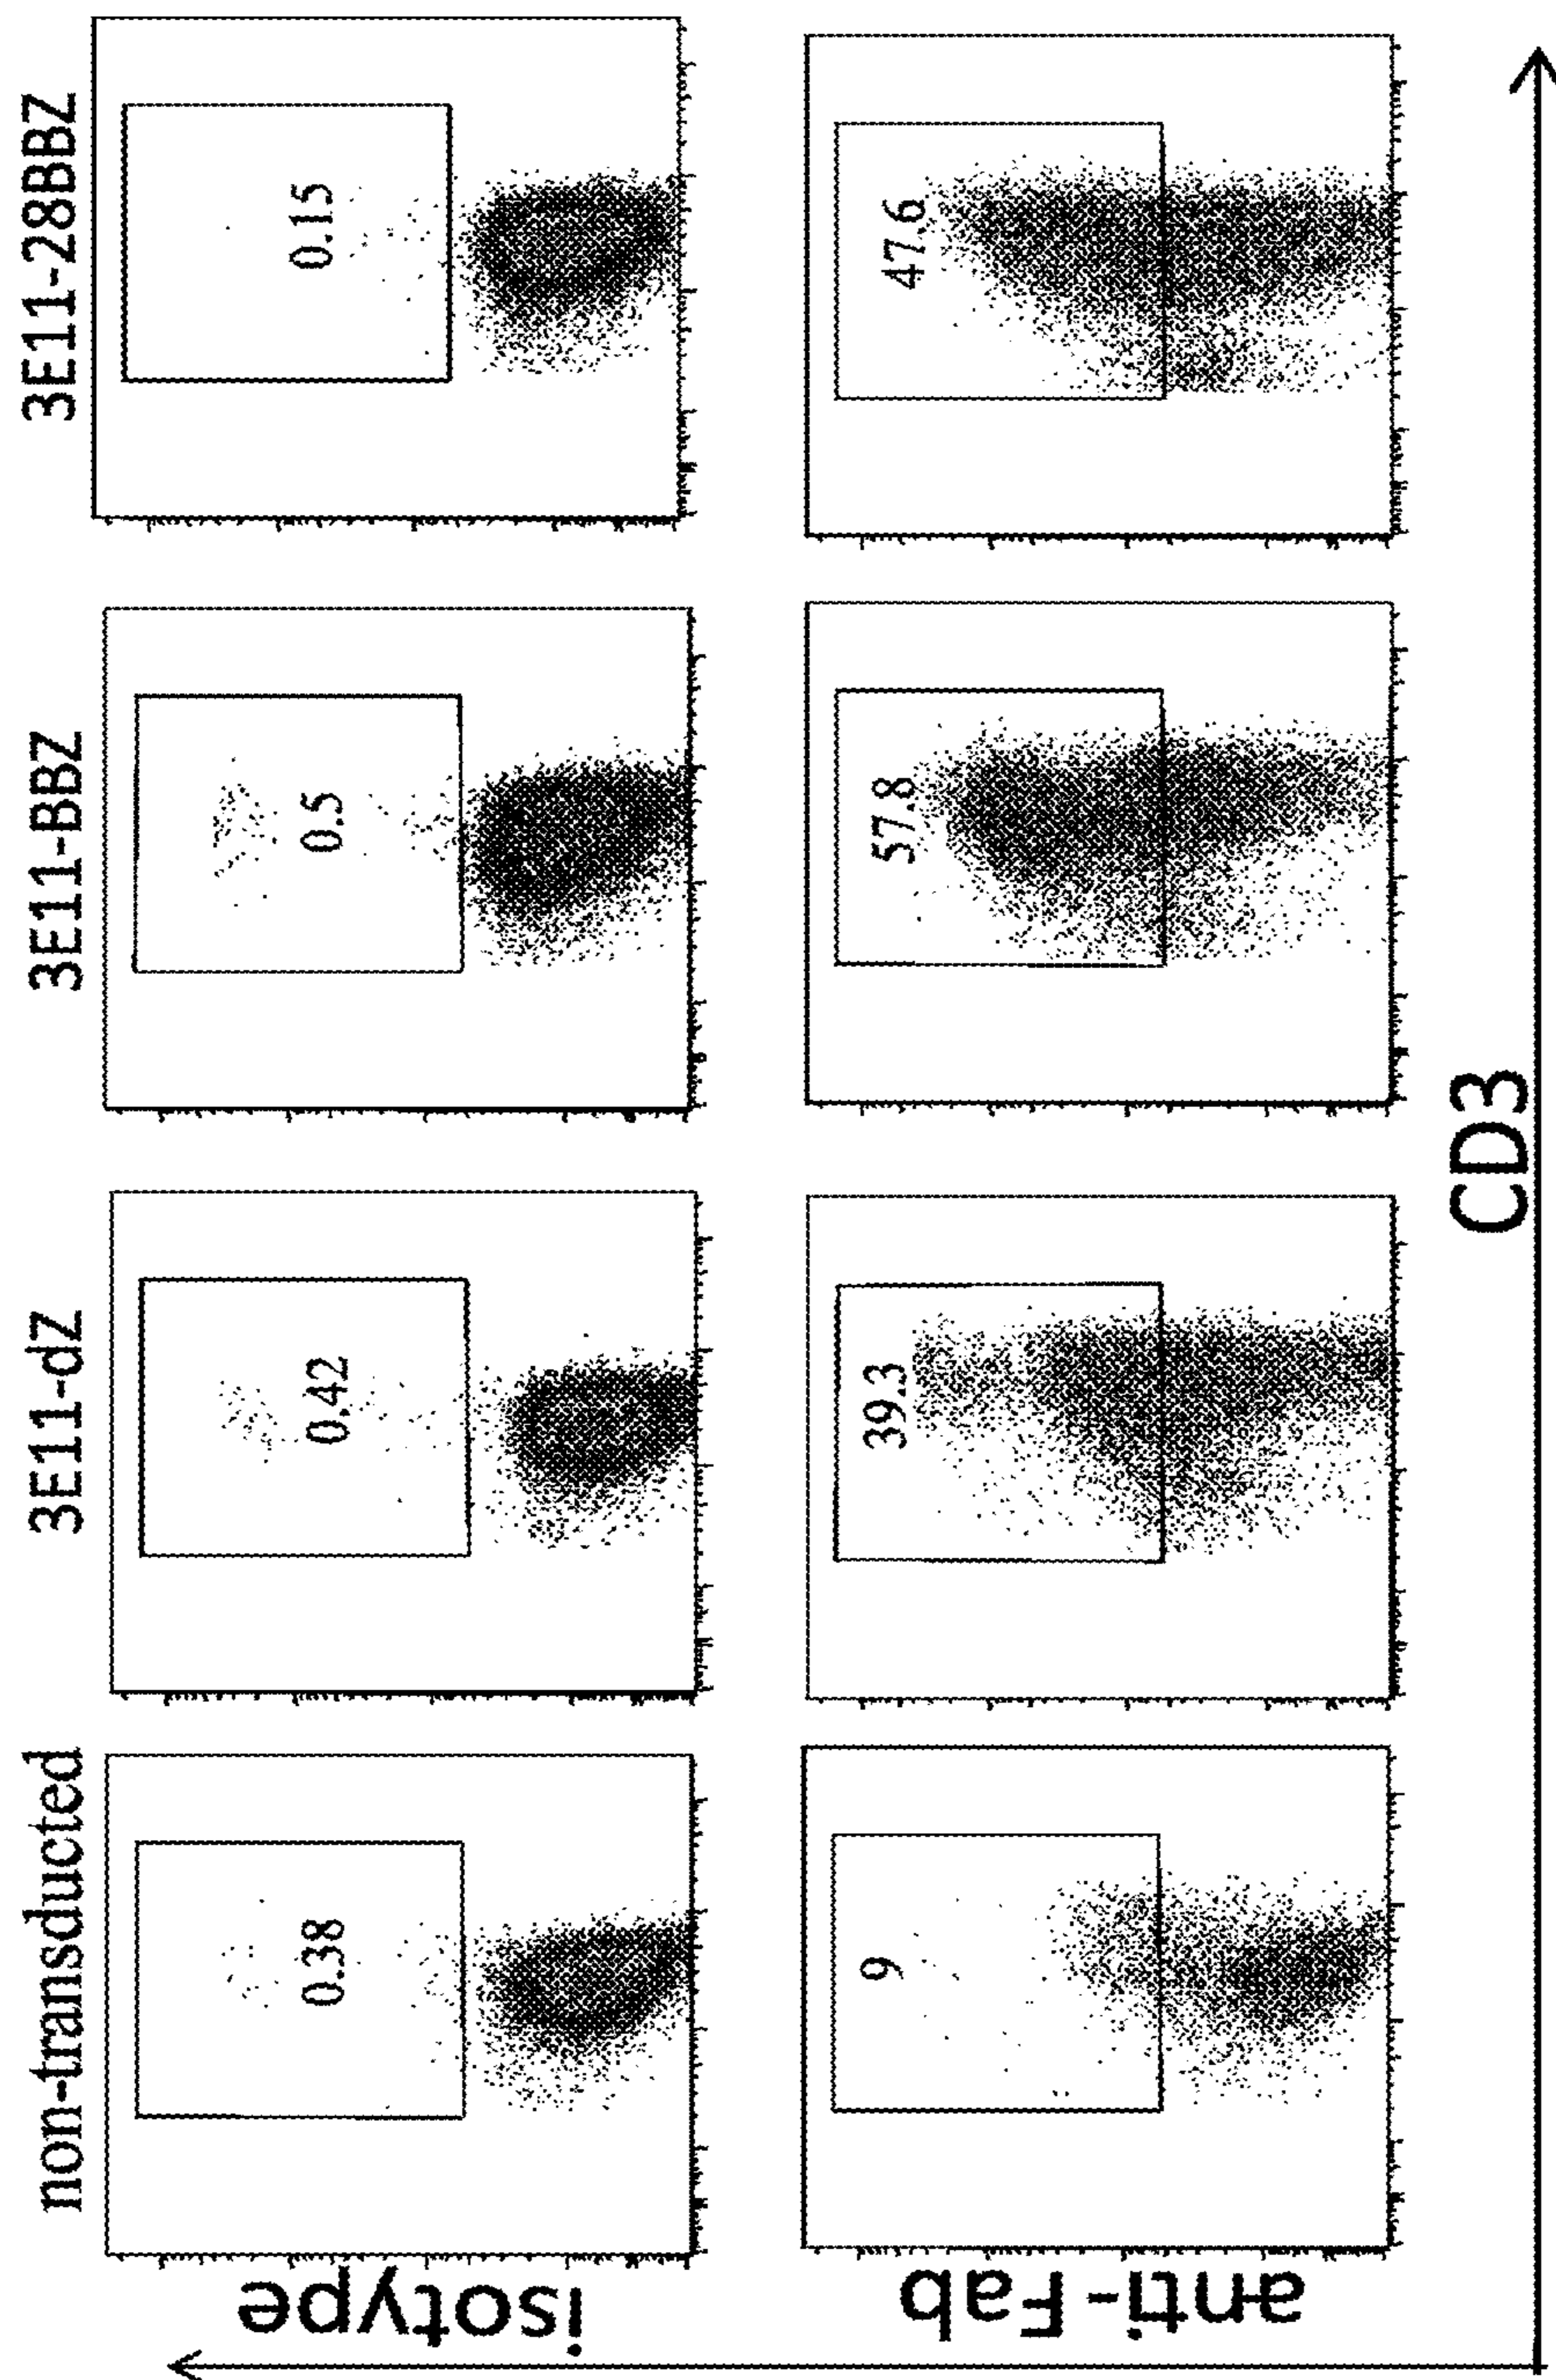 non-transducted
3E11-dZ
3E11-BBZ
3E11-28BBZ
isotype
0.38
0.42
0.5
0.15
anti-Fab
9
39.3
57.8
47.6
CD3